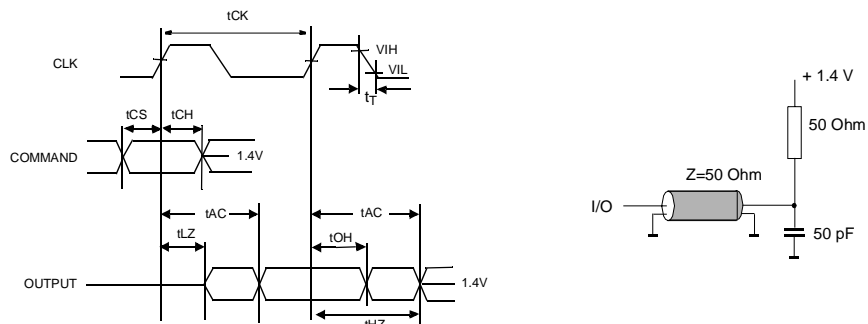 tCK
CLK
VIH
VIL
tT
tCS
tCH
COMMAND
1.4V
tAC
tAC
tLZ
tOH
OUTPUT
1.4V
tHZ
+ 1.4 V
50 Ohm
Z=50 Ohm
I/O
50 pF